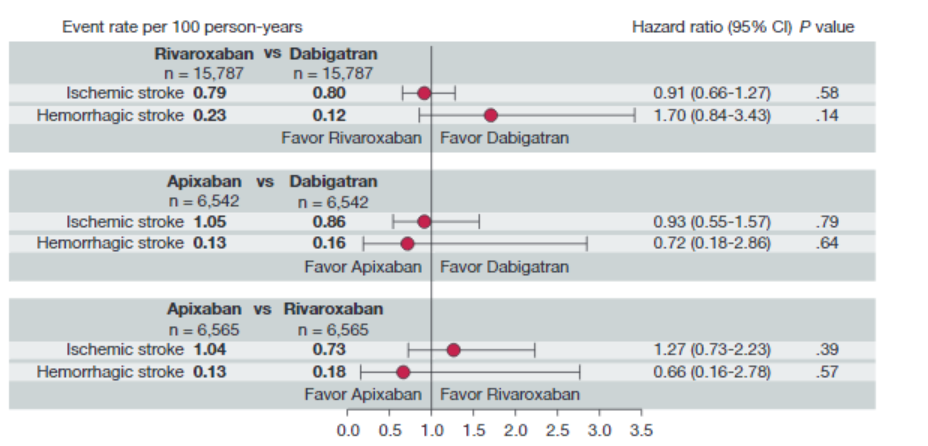 Event rate per 100 person-years Hazard ratio (95% CI) P value
Rivaroxaban vs Dabigatran
n = 15,787 n = 15,787
Ischemic stroke 0.79 0.80 0.91 (0.66-1.27) .58
Hemorrhagic stroke 0.23 0.12 1.70 (0.84-3.43) .14
Favor Rivaroxaban Favor Dabigatran
Apixaban vs Dabigatran
n = 6,542 n = 6,542
Ischemic stroke 1.05 0.86 0.93 (0.55-1.57) .79
Hemorrhagic stroke 0.13 0.16 0.72 (0.18-2.86) .64
Favor Apixaban Favor Dabigatran
Apixaban vs Rivaroxaban
n = 6,565 n = 6,565
Ischemic stroke 1.04 0.73 1.27 (0.73-2.23) .39
Hemorrhagic stroke 0.13 0.18 0.66 (0.16-2.78) .57
Favor Apixaban Favor Rivaroxaban
0.0 0.5 1.0 1.5 2.0 2.5 3.0 3.5